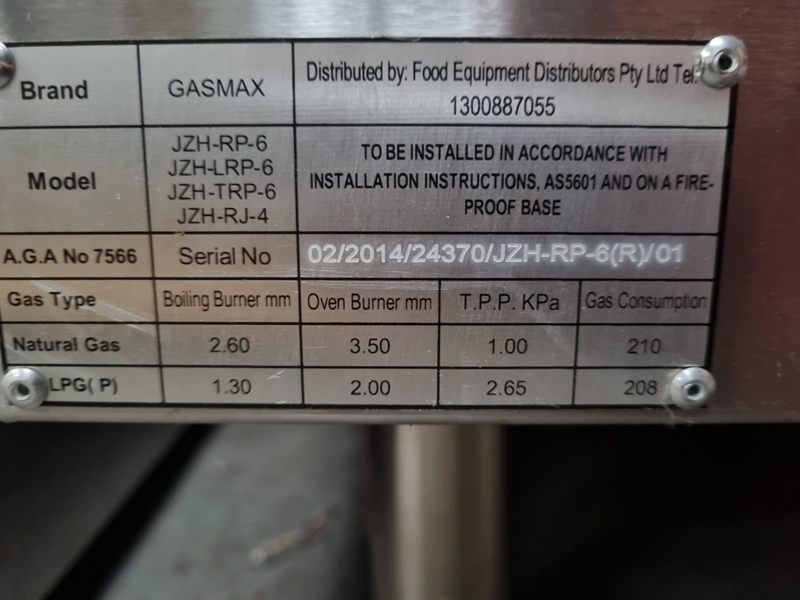 Brand GASMAX Distributed by: Food Equipment Distributors Pty Ltd Tel:
1300887055
Model
JZH-RP-6
JZH-LRP-6
JZH-TRP-6
JZH-RJ-4
TO BE INSTALLED IN ACCORDANCE WITH
INSTALLATION INSTRUCTIONS, AS5601 AND ON A FIRE-
PROOF BASE
A.G.A No 7566 Serial No 02/2014/24370/JZH-RP-6(R)/01
Gas Type Boiling Burner mm Oven Burner mm T.P.P. KPa Gas Consumption
Natural Gas 2.60 3.50 1.00 210
LPG( P) 1.30 2.00 2.65 208